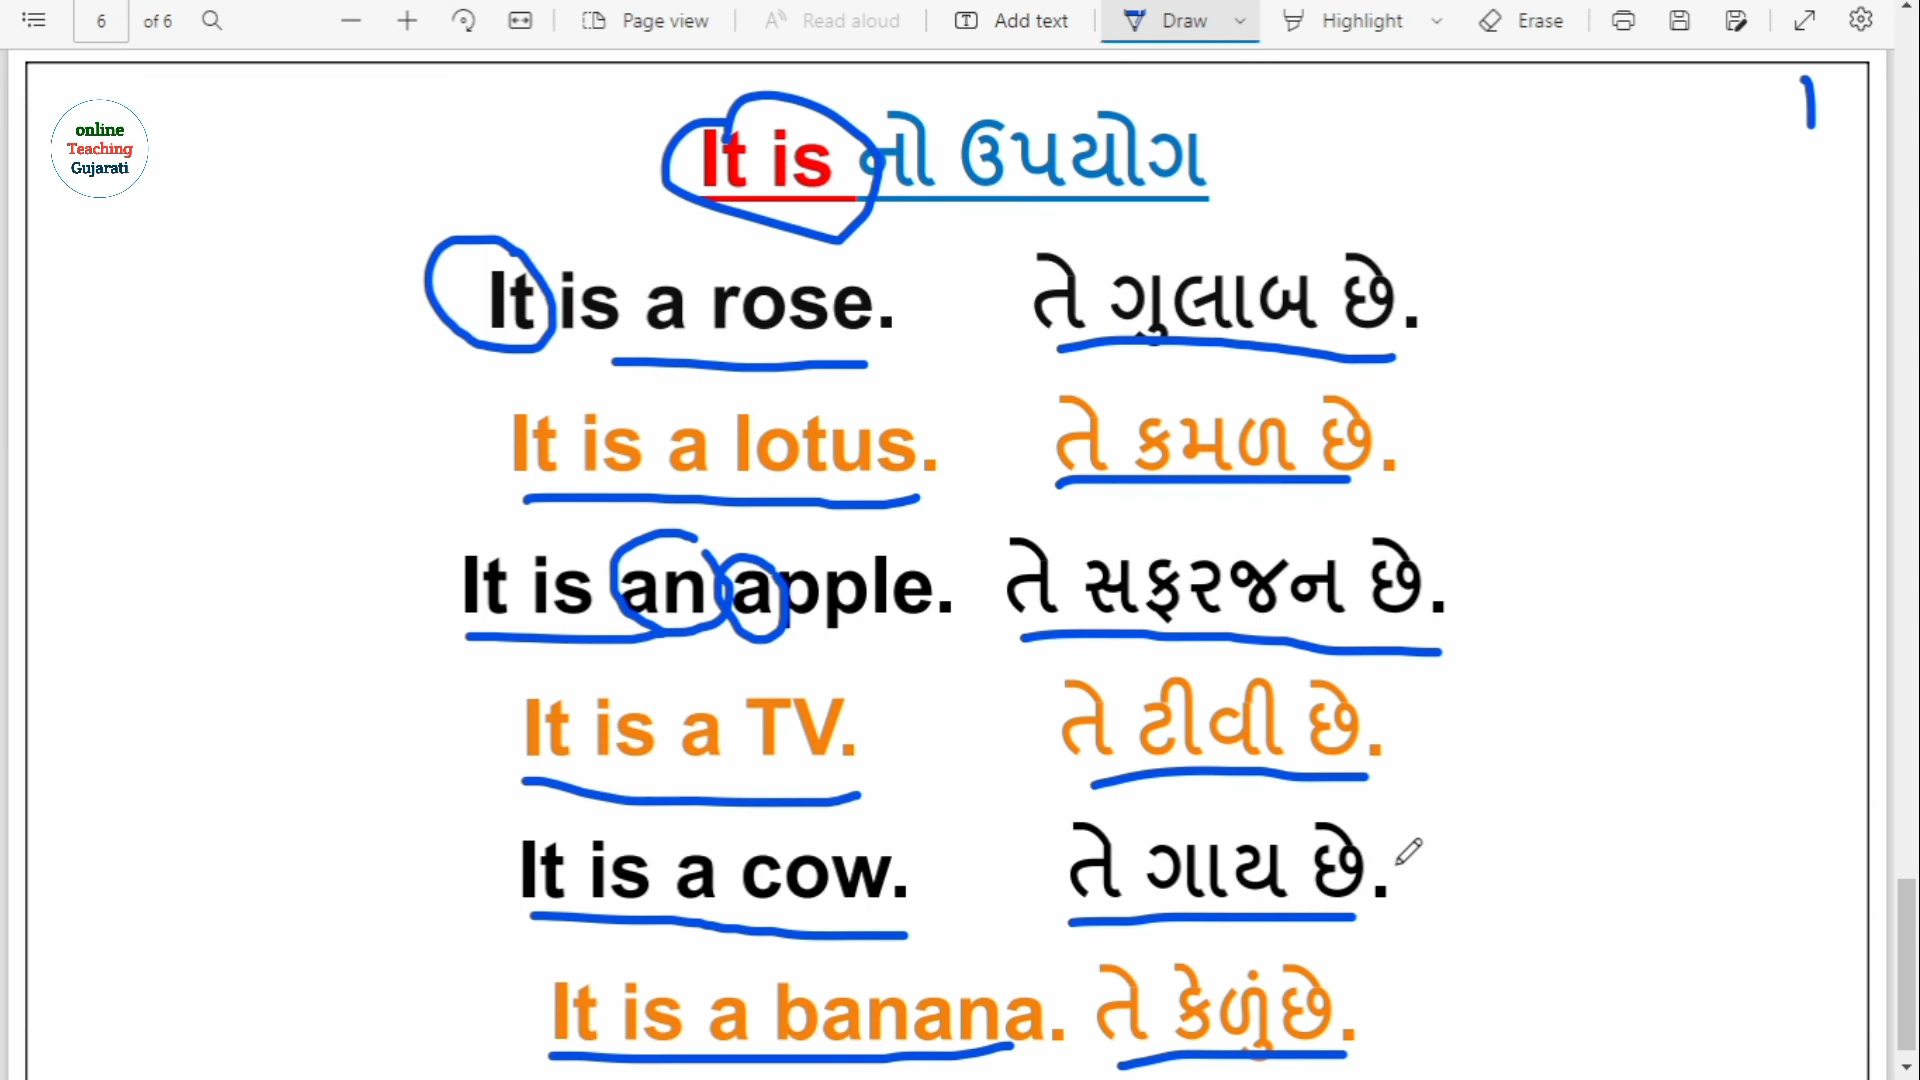 6 of 6 Page view Read aloud Add text Draw Highlight Erase
online
Teaching
Gujarati
It is નો ઉપયોગ
૧
It is a rose. તે ગુલાબ છે.
It is a lotus. તે કમળ છે.
It is an apple. તે સફરજન છે.
It is a TV. તે ટીવી છે.
It is a cow. તે ગાય છે.
It is a banana. તે કેળુંછે.